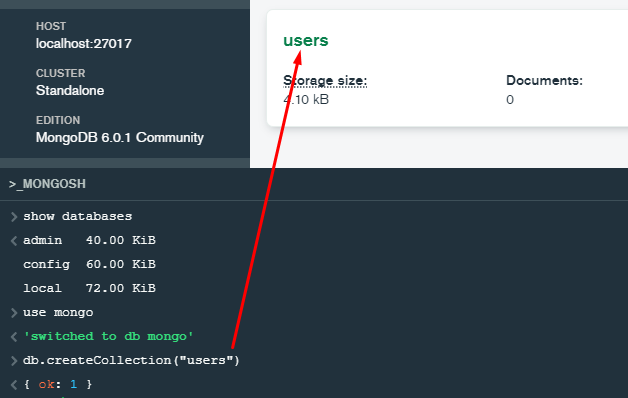 HOST
localhost:27017
CLUSTER
Standalone
EDITION
MongoDB 6.0.1 Community
users
Storage size: Documents:
4.10 kB 0
>_MONGOSH
> show databases
< admin 40.00 KiB
config 60.00 KiB
local 72.00 KiB
> use mongo
< 'switched to db mongo'
> db.createCollection("users")
< { ok: 1 }